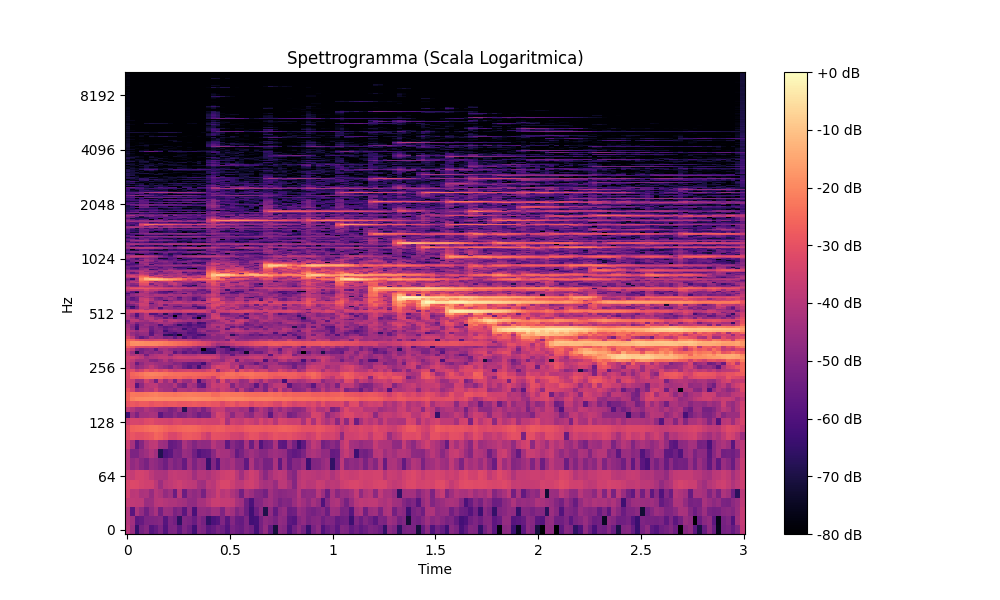 Spettrogramma (Scala Logaritmica)
Hz
8192
4096
2048
1024
512
256
128
64
0
0
0.5
1
1.5
2
2.5
3
Time
+0 dB
-10 dB
-20 dB
-30 dB
-40 dB
-50 dB
-60 dB
-70 dB
-80 dB